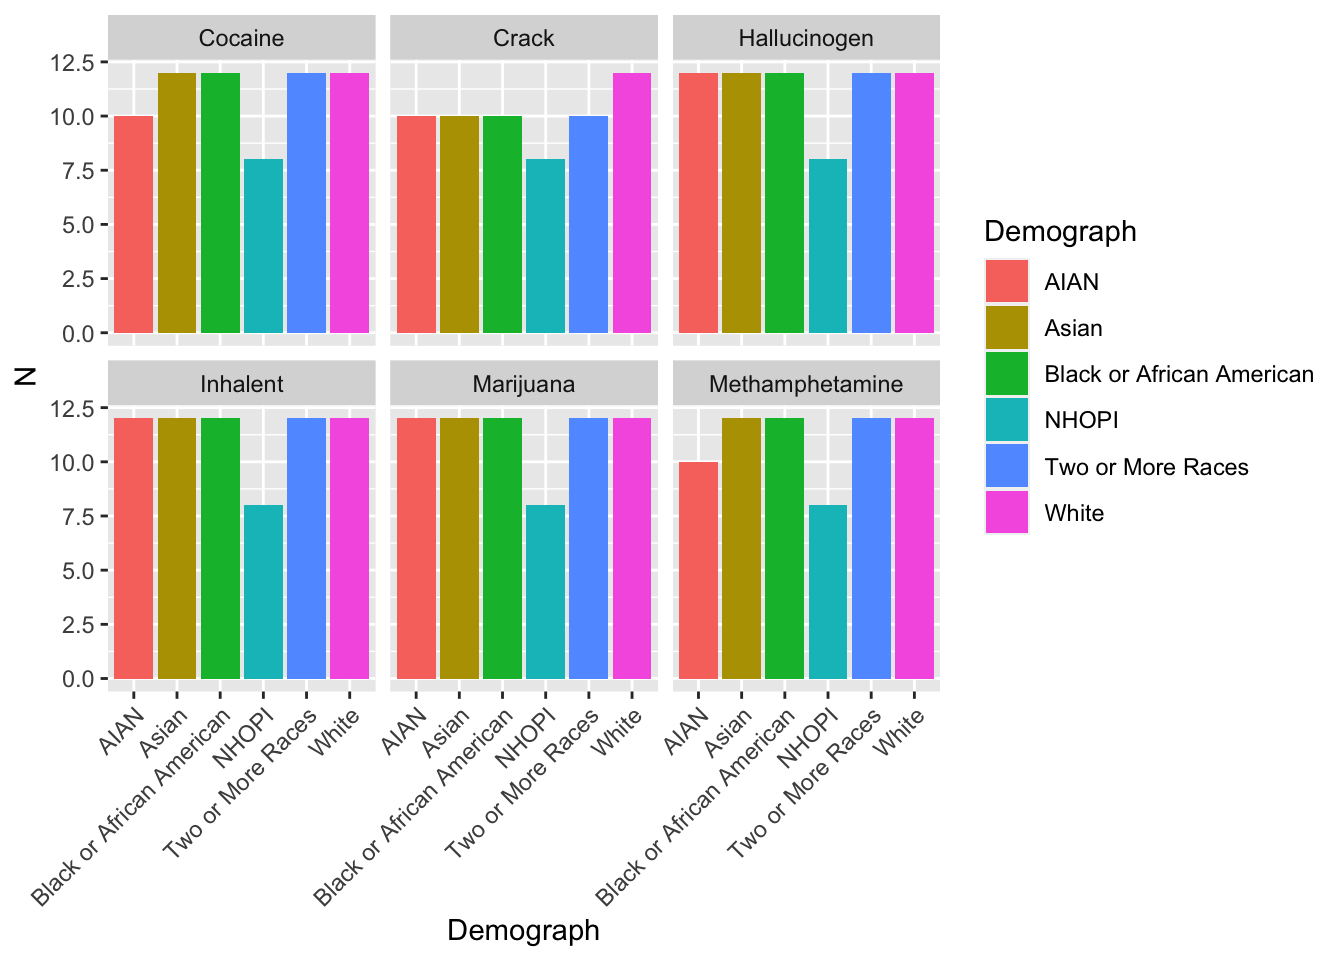 Cocaine
Crack
Hallucinogen
12.5
10.0
7.5
5.0
2.5
0.0
N
Inhalent
Marijuana
Methamphetamine
12.5
10.0
7.5
5.0
2.5
0.0
AIAN
Asian
Black or African American
NHOPI
Two or More Races
White
AIAN
Asian
Black or African American
NHOPI
Two or More Races
White
AIAN
Asian
Black or African American
NHOPI
Two or More Races
White
Demograph
Demograph
AIAN
Asian
Black or African American
NHOPI
Two or More Races
White